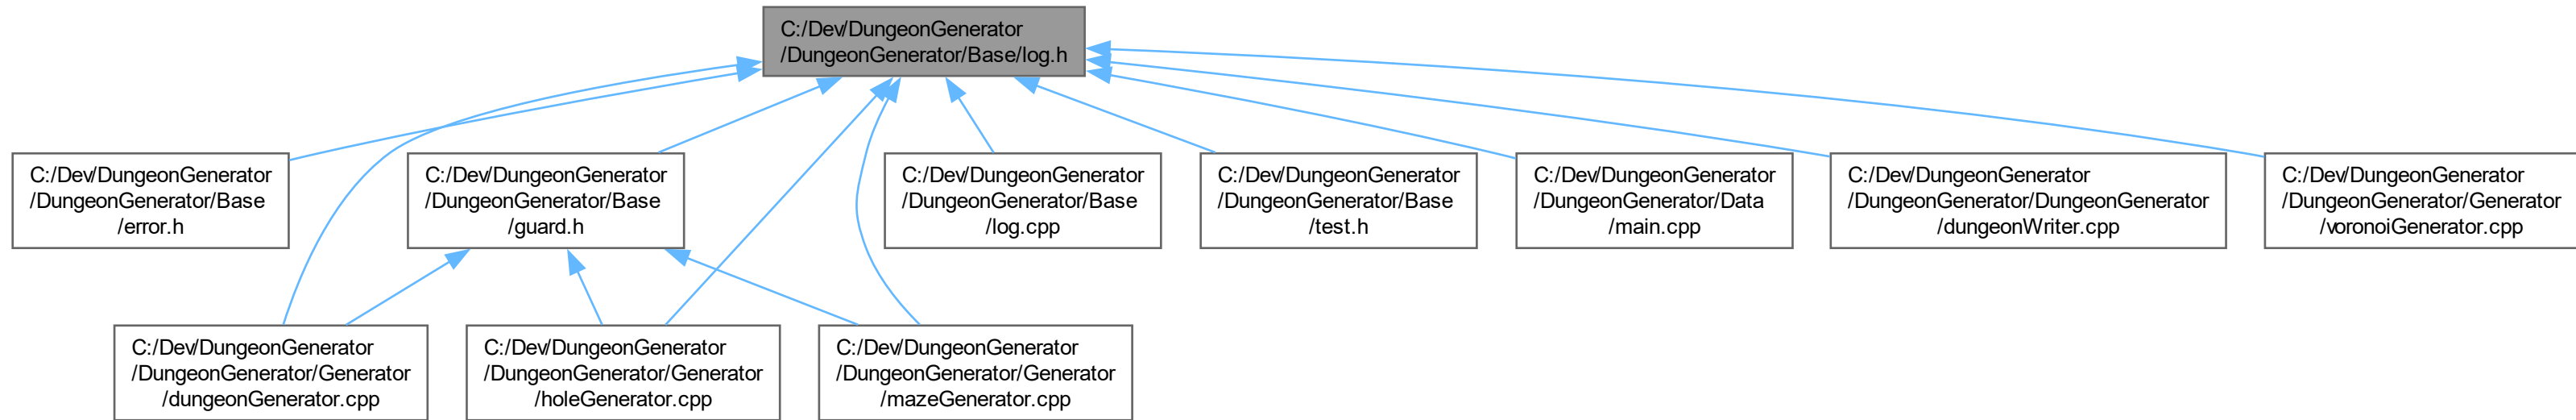 C:/Dev/DungeonGenerator
/DungeonGenerator/Base/log.h
C:/Dev/DungeonGenerator
/DungeonGenerator/Base
/error.h
C:/Dev/DungeonGenerator
/DungeonGenerator/Base
/guard.h
C:/Dev/DungeonGenerator
/DungeonGenerator/Base
/log.cpp
C:/Dev/DungeonGenerator
/DungeonGenerator/Base
/test.h
C:/Dev/DungeonGenerator
/DungeonGenerator/Data
/main.cpp
C:/Dev/DungeonGenerator
/DungeonGenerator/DungeonGenerator
/dungeonWriter.cpp
C:/Dev/DungeonGenerator
/DungeonGenerator/Generator
/voronoiGenerator.cpp
C:/Dev/DungeonGenerator
/DungeonGenerator/Generator
/dungeonGenerator.cpp
C:/Dev/DungeonGenerator
/DungeonGenerator/Generator
/holeGenerator.cpp
C:/Dev/DungeonGenerator
/DungeonGenerator/Generator
/mazeGenerator.cpp